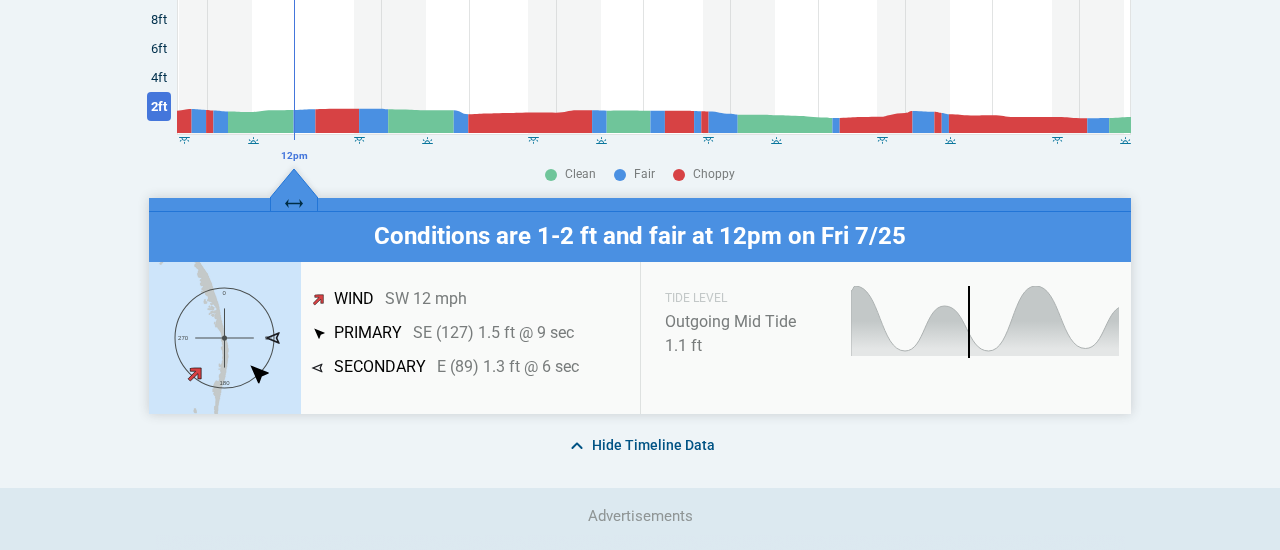 8ft
6ft
4ft
2ft
12pm
Clean Fair Choppy
Conditions are 1-2 ft and fair at 12pm on Fri 7/25
0
270
180
WIND SW 12 mph
PRIMARY SE (127) 1.5 ft @ 9 sec
SECONDARY E (89) 1.3 ft @ 6 sec
TIDE LEVEL
Outgoing Mid Tide
1.1 ft
Hide Timeline Data
Advertisements